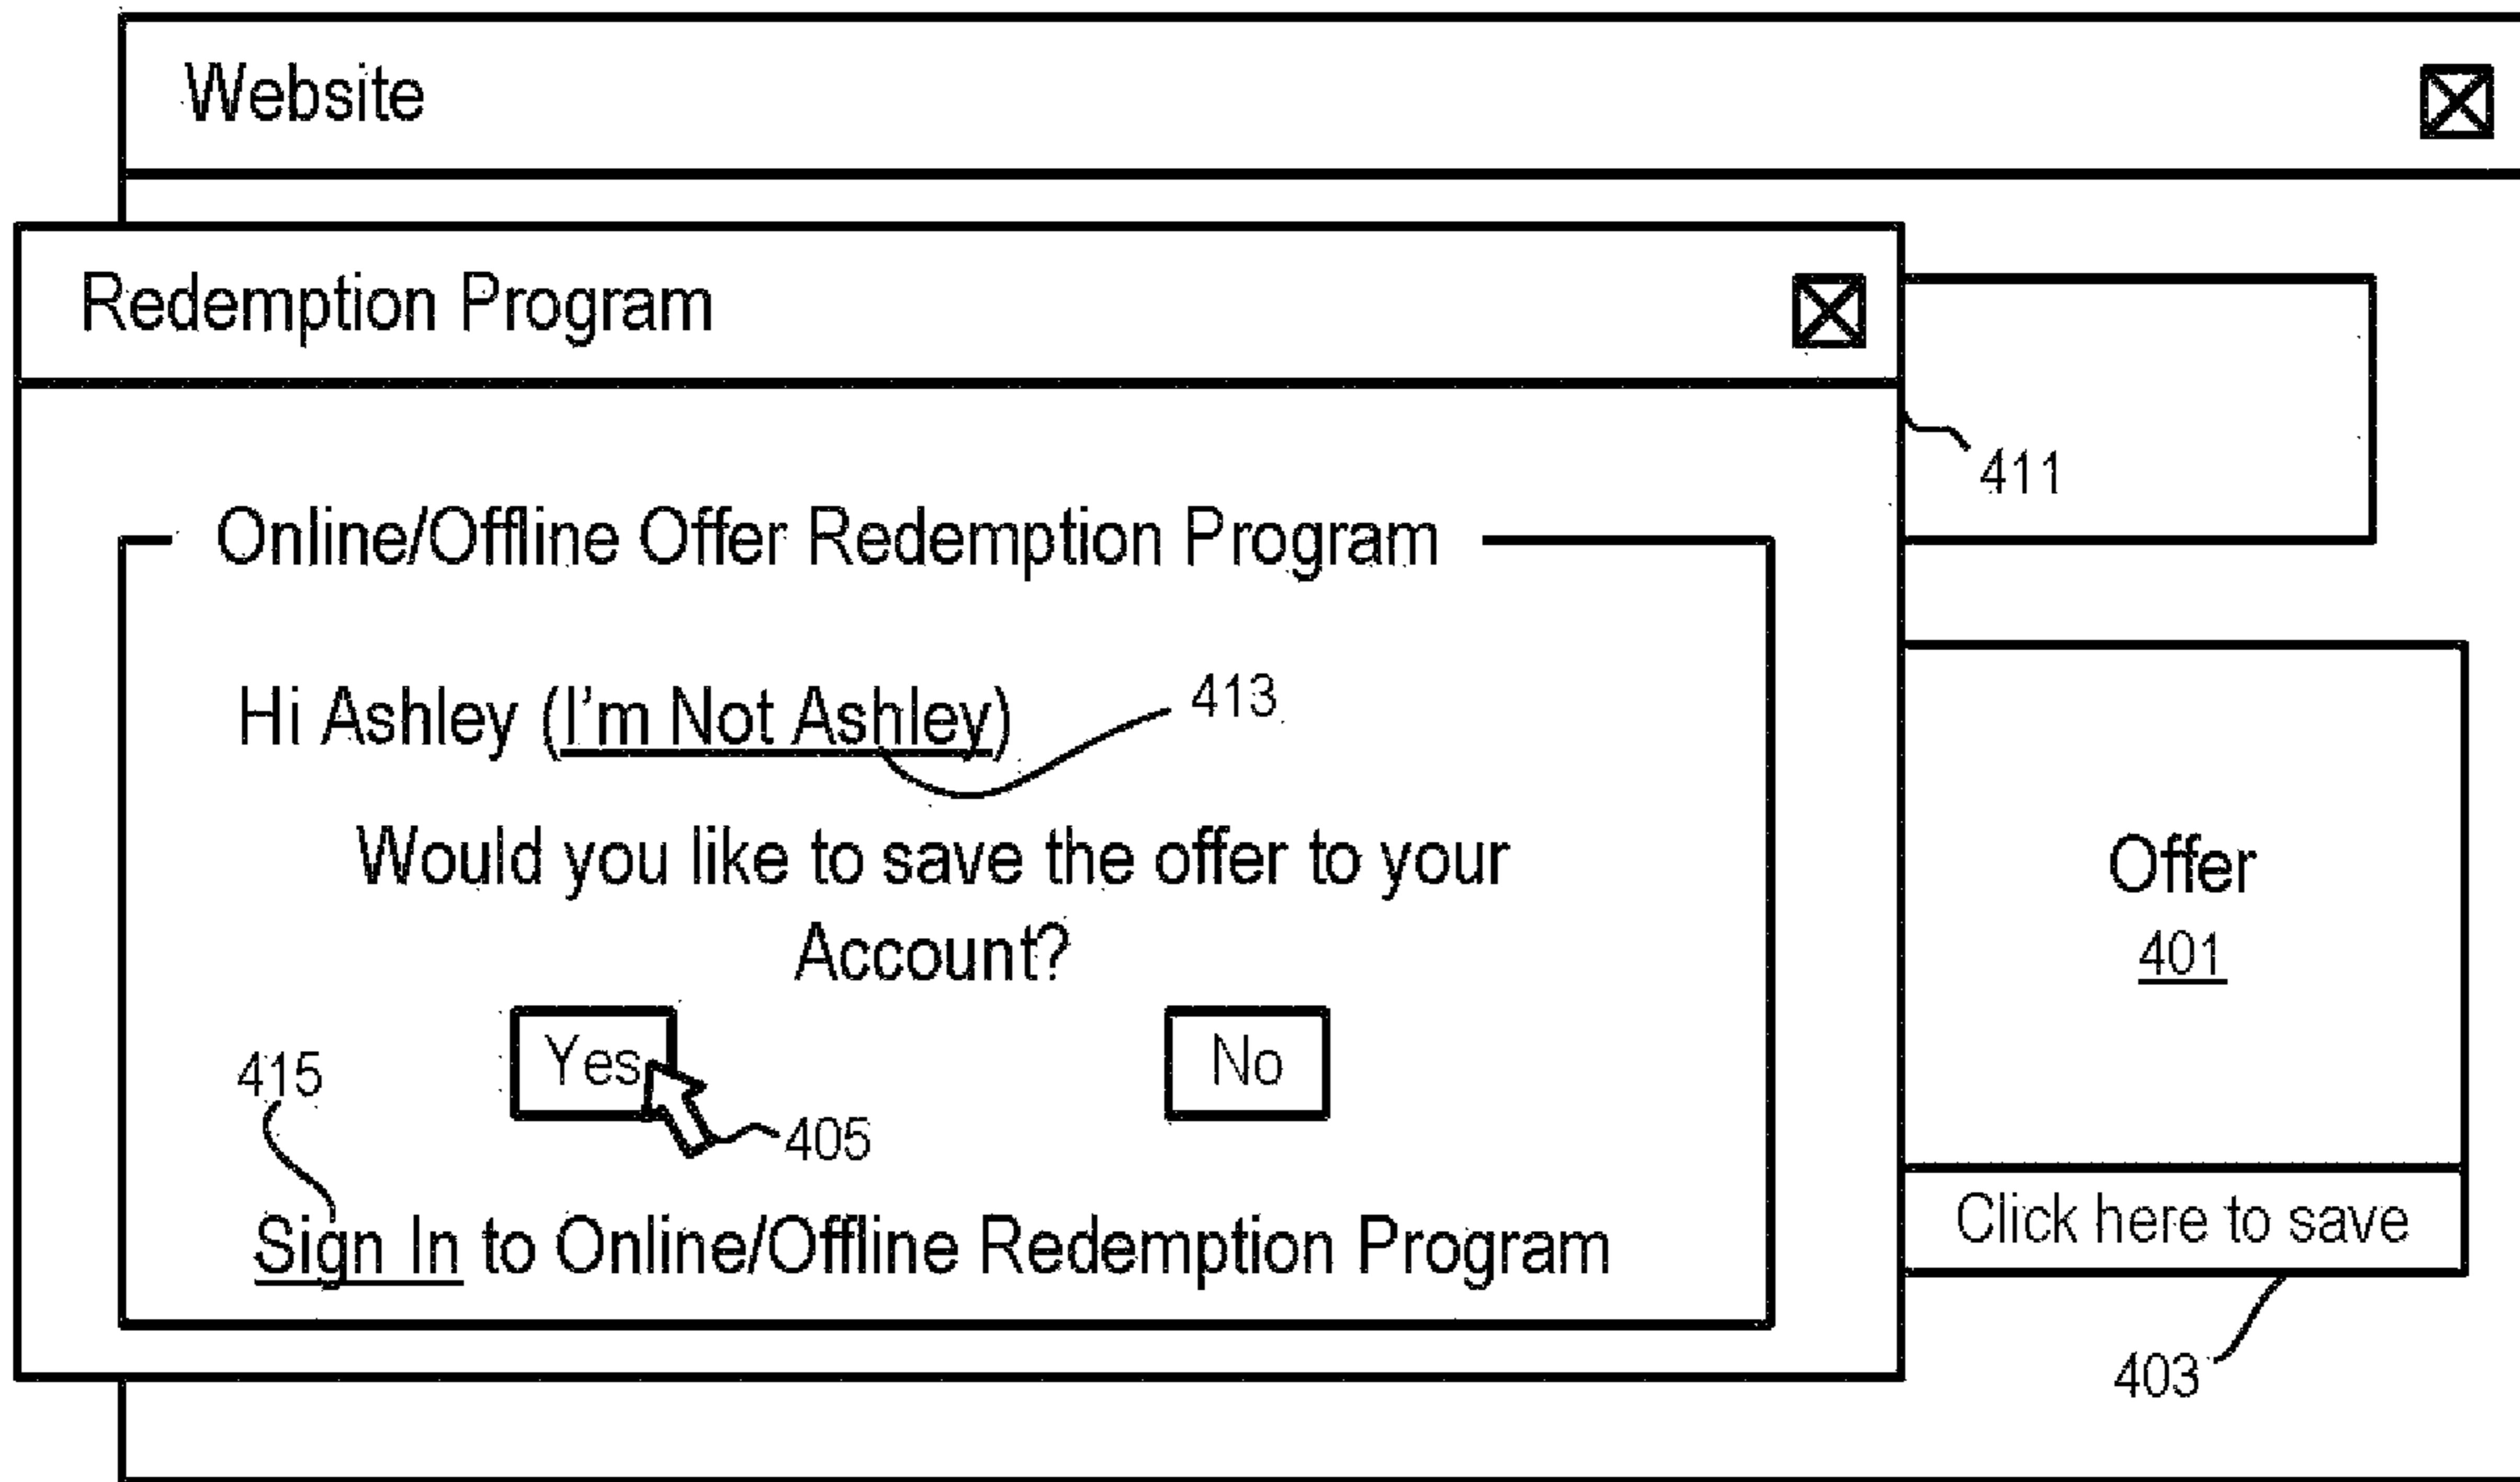 Website
Redemption Program
411
Online/Offline Offer Redemption Program
Hi Ashley (I'm Not Ashley)
413
Would you like to save the offer to your
Account?
Offer
401
Yes
No
415
405
Sign In to Online/Offline Redemption Program
Click here to save
403